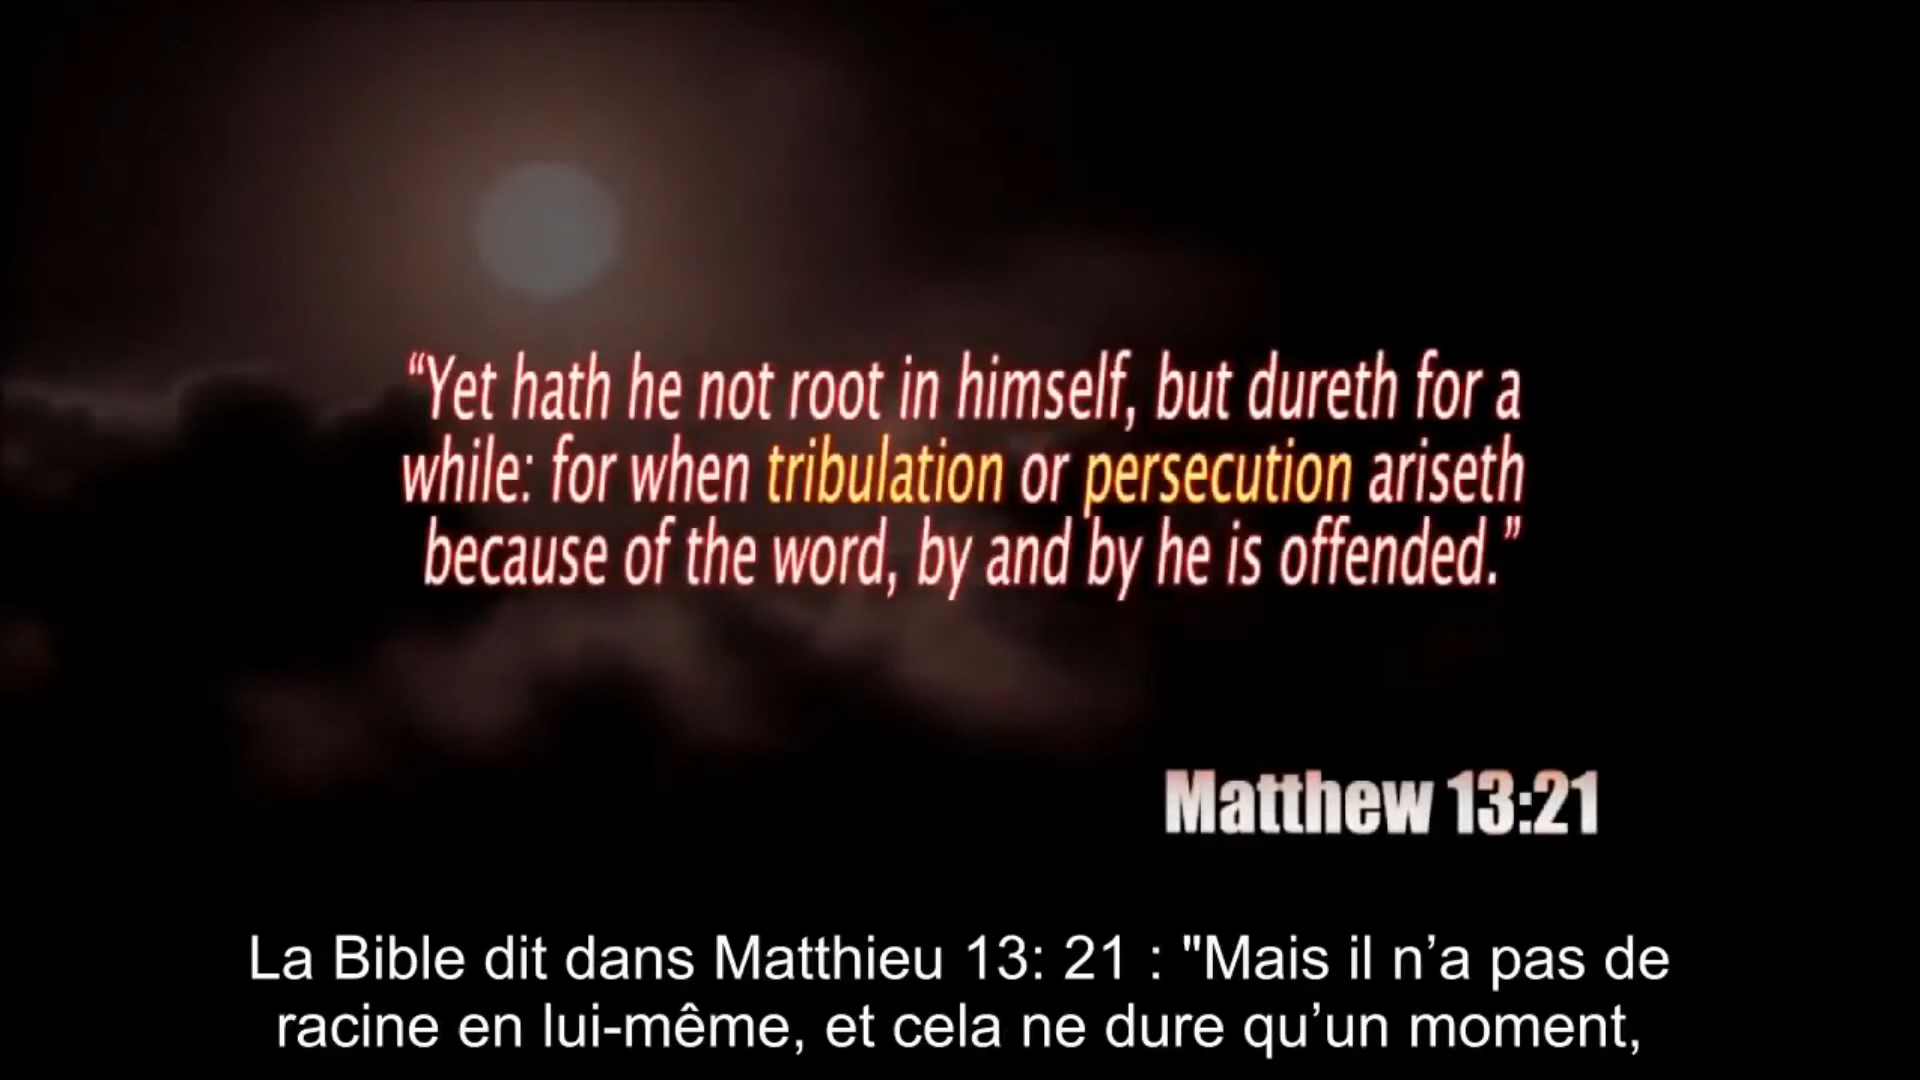 “Yet hath he not root in himself, but dureth for a
while: for when tribulation or persecution ariseth
because of the word, by and by he is offended.”
Matthew 13:21
La Bible dit dans Matthieu 13: 21 : "Mais il n’a pas de
racine en lui-même, et cela ne dure qu’un moment,